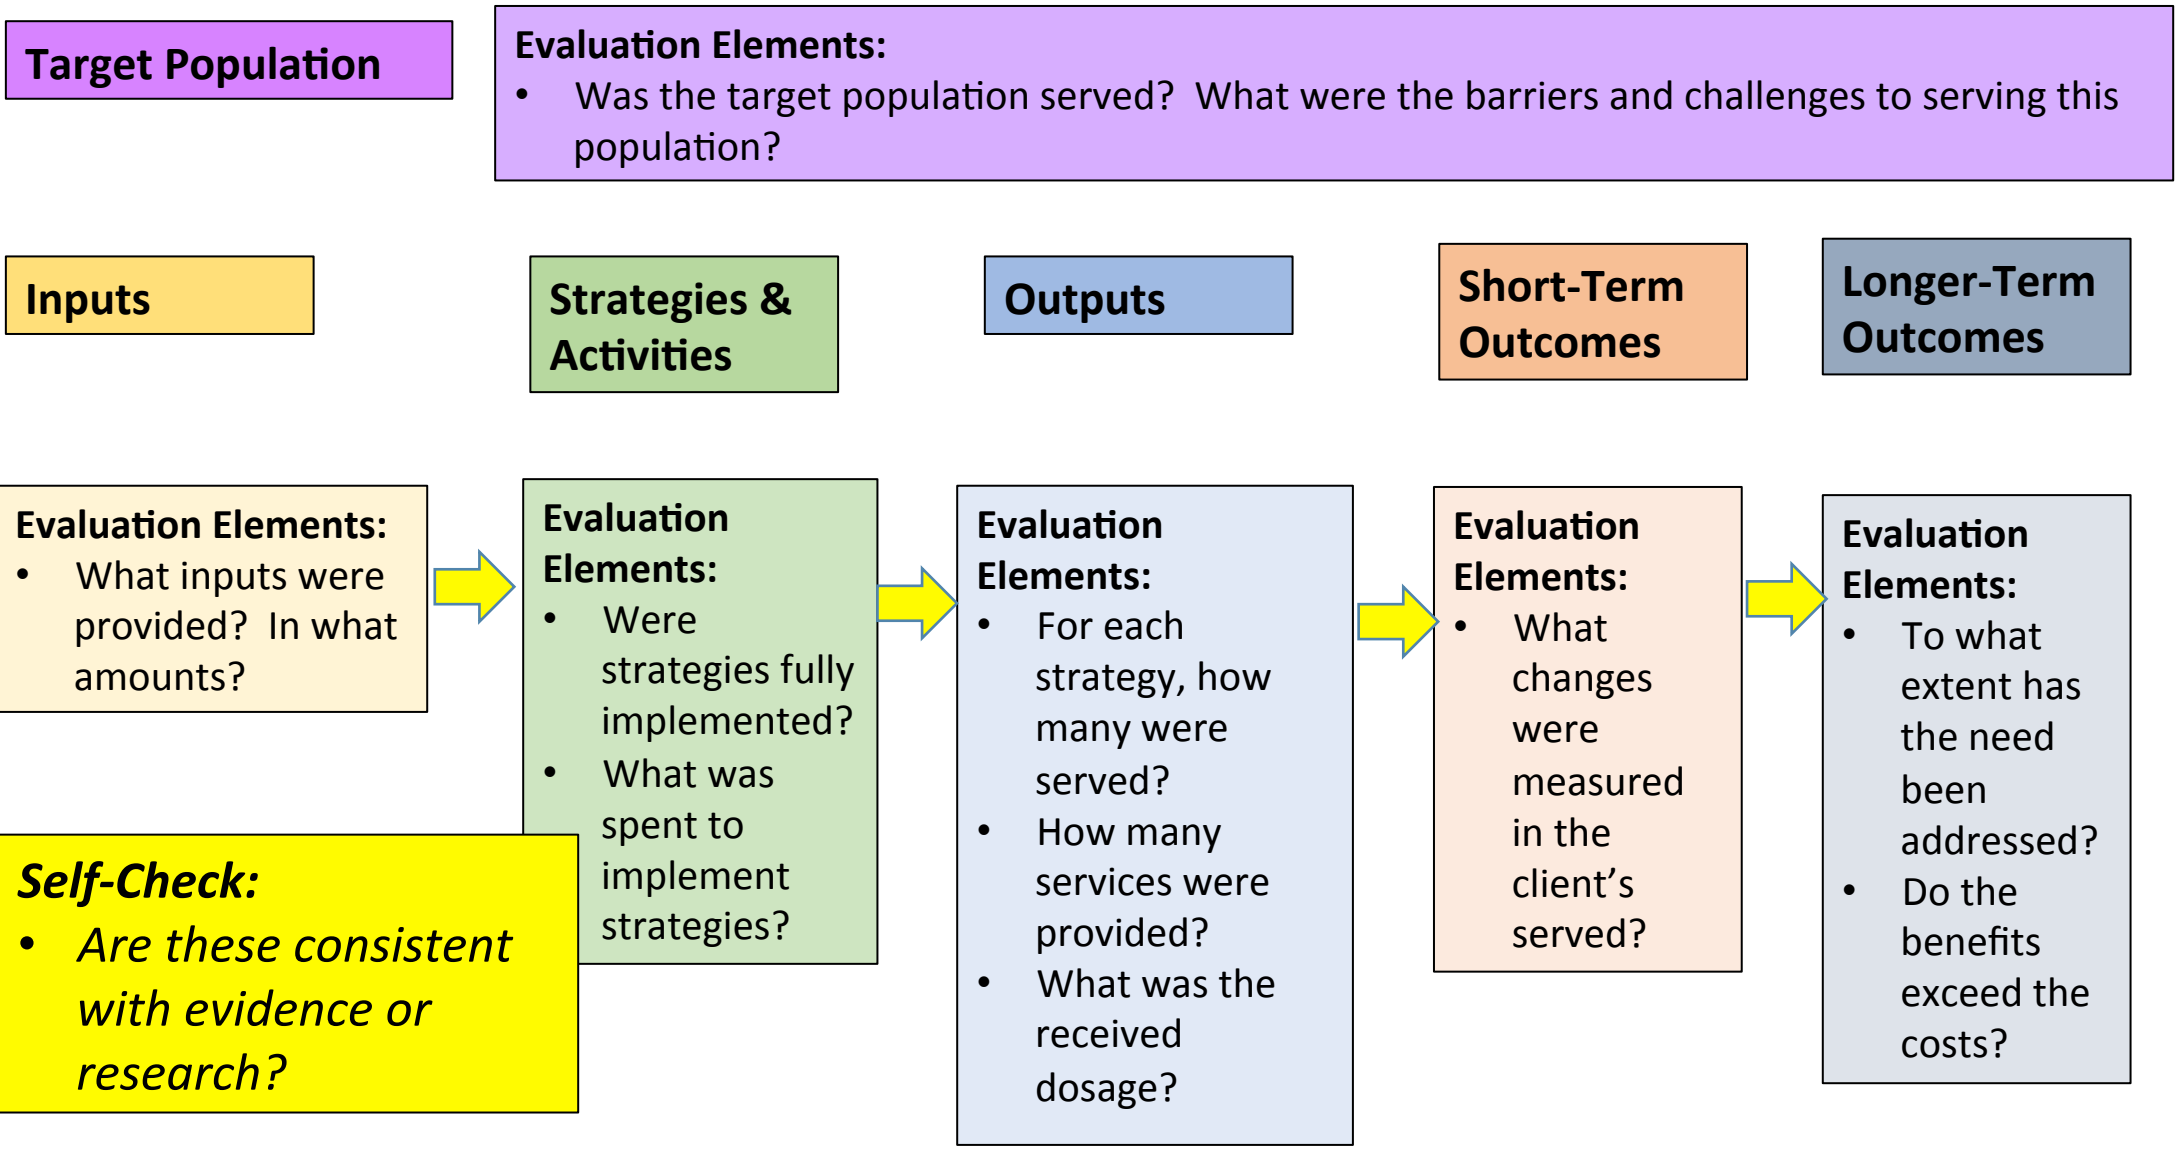 Target Population
Evaluation Elements:
• Was the target population served?  What were the barriers and challenges to serving this
population?
Inputs
Strategies &
Activities
Outputs
Short-Term
Outcomes
Longer-Term
Outcomes
Evaluation Elements:
• What inputs were
provided?  In what
amounts?
Evaluation
Elements:
• Were
strategies fully
implemented?
• What was
spent to
implement
strategies?
Evaluation
Elements:
• For each
strategy, how
many were
served?
• How many
services were
provided?
• What was the
received
dosage?
Evaluation
Elements:
• What
changes
were
measured
in the
client’s
served?
Evaluation
Elements:
• To what
extent has
the need
been
addressed?
• Do the
benefits
exceed the
costs?
Self-Check:
• Are these consistent
with evidence or
research?